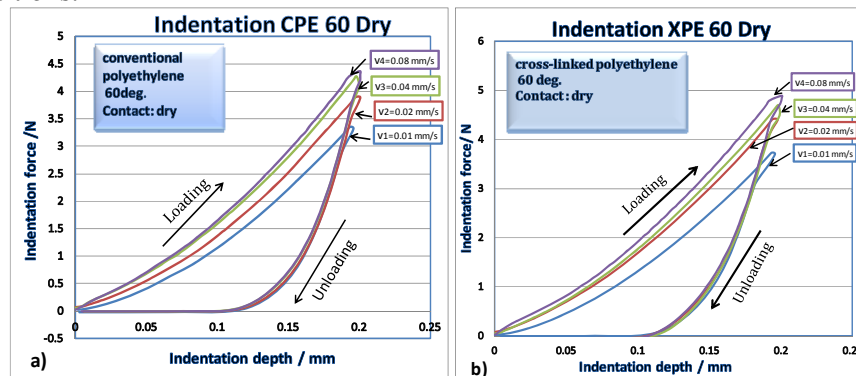 Indentation CPE 60 Dry
5
4.5
4
3.5
3
2.5
2
1.5
1
0.5
0
-0.5
Indentation force /N
conventional
polyethylene
60deg.
Contact: dry
v4=0.08 mm/s
v3=0.04 mm/s
v2=0.02 mm/s
v1=0.01 mm/s
Loading
Unloading
0 0.05 0.1 0.15 0.2 0.25
a)
Indentation depth / mm
Indentation XPE 60 Dry
6
5
4
3
2
1
0
Indentation force/ N
cross-linked polyethylene
60 deg.
Contact: dry
v4=0.08 mm/s
v3=0.04 mm/s
v2=0.02 mm/s
v1=0.01 mm/s
Loading
Unloading
0 0.05 0.1 0.15 0.2 0.25
b)
Indentation depth / mm